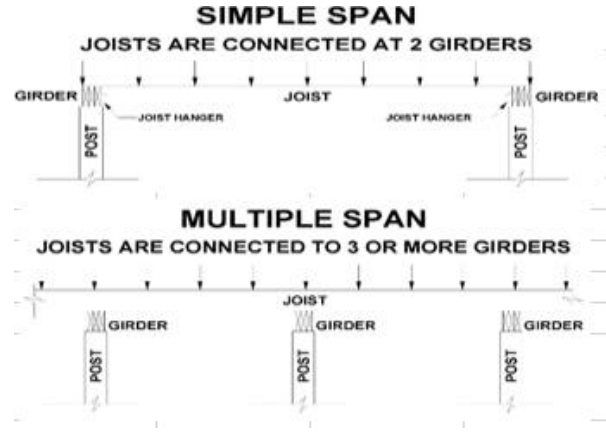 SIMPLE SPAN
JOISTS ARE CONNECTED AT 2 GIRDERS
GIRDER
JOIST
GIRDER
JOIST HANGER
JOIST HANGER
POST
POST
MULTIPLE SPAN
JOISTS ARE CONNECTED TO 3 OR MORE GIRDERS
JOIST
GIRDER
GIRDER
GIRDER
POST
POST
POST